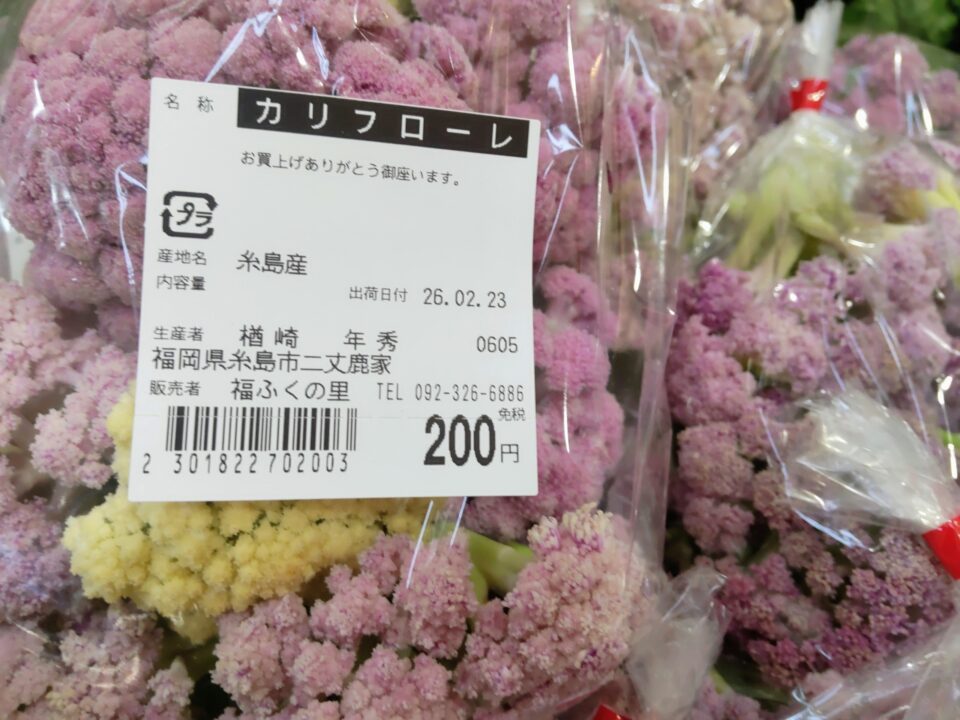 名称 カリフローレ
お買上げありがとう御座います。
プラ
産地名 糸島産
内容量
出荷日付 26.02.23
生産者 楢崎 年秀 0605
福岡県糸島市二丈鹿家
販売者 福ふくの里 TEL 092-326-6886
免税
200円
2 301822 702003